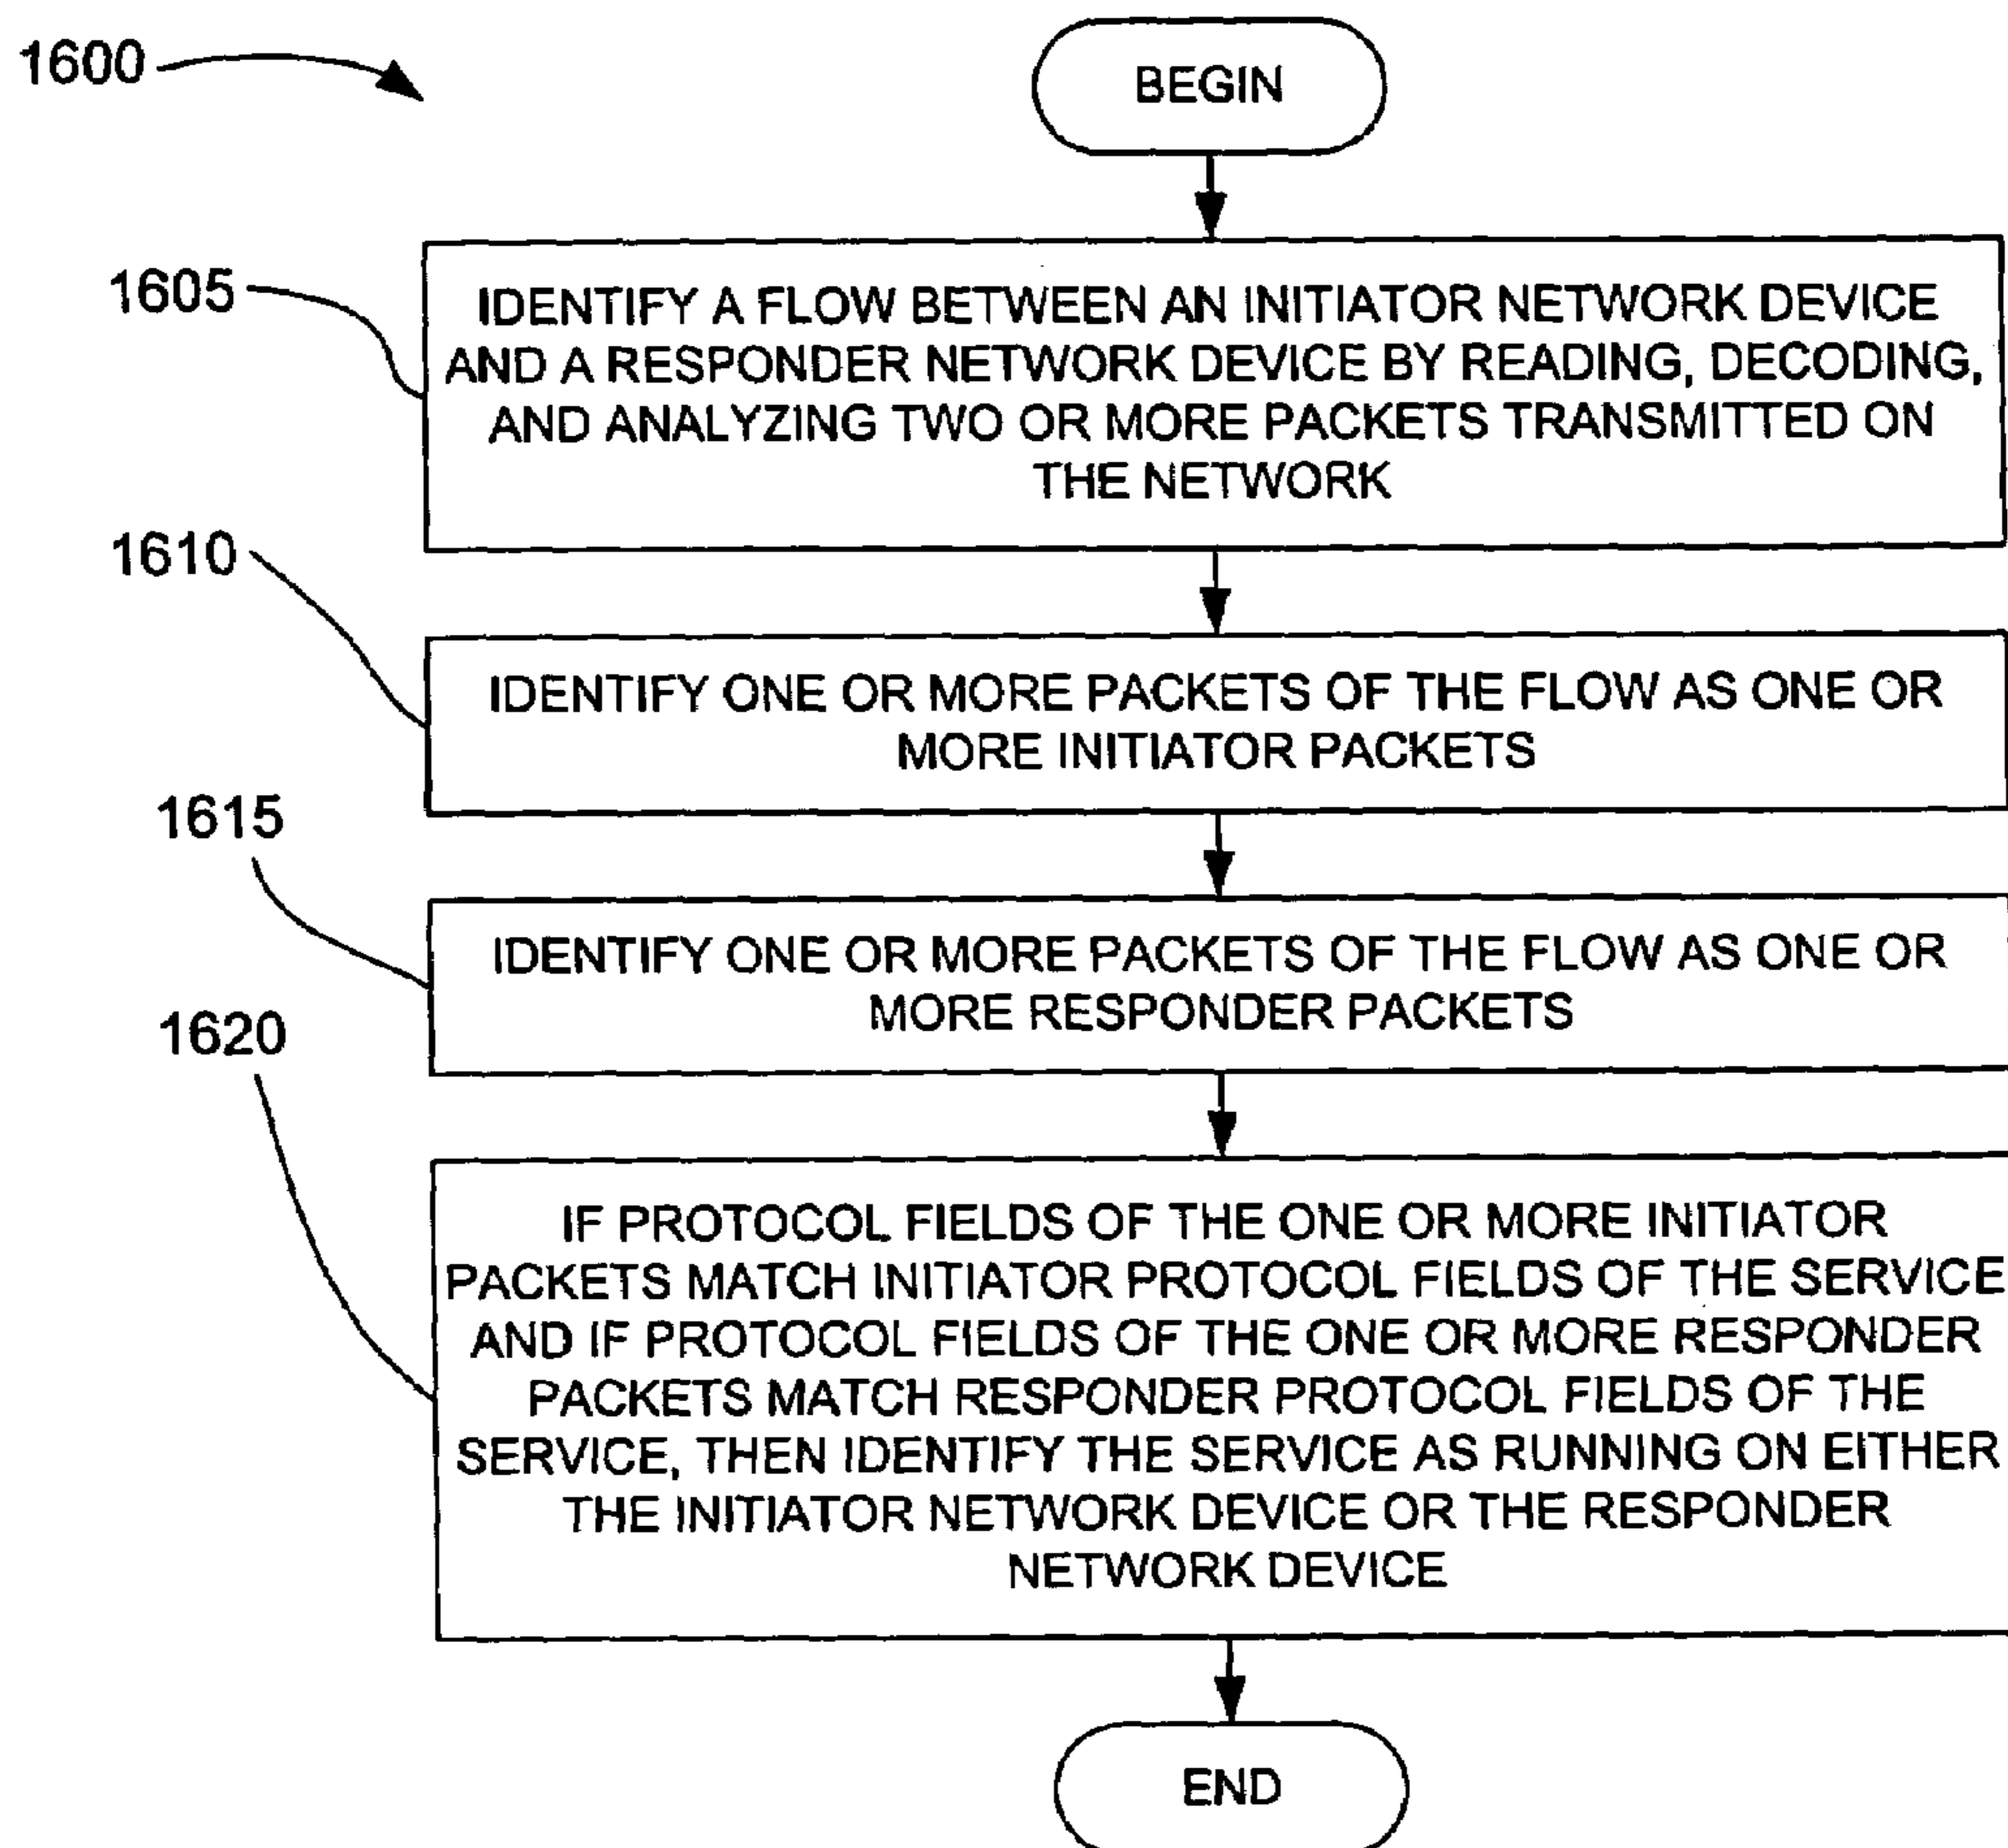 1600
BEGIN
1605
IDENTIFY A FLOW BETWEEN AN INITIATOR NETWORK DEVICE
AND A RESPONDER NETWORK DEVICE BY READING, DECODING,
AND ANALYZING TWO OR MORE PACKETS TRANSMITTED ON
THE NETWORK
1610
IDENTIFY ONE OR MORE PACKETS OF THE FLOW AS ONE OR
MORE INITIATOR PACKETS
1615
IDENTIFY ONE OR MORE PACKETS OF THE FLOW AS ONE OR
MORE RESPONDER PACKETS
1620
IF PROTOCOL FIELDS OF THE ONE OR MORE INITIATOR
PACKETS MATCH INITIATOR PROTOCOL FIELDS OF THE SERVICE
AND IF PROTOCOL FIELDS OF THE ONE OR MORE RESPONDER
PACKETS MATCH RESPONDER PROTOCOL FIELDS OF THE
SERVICE, THEN IDENTIFY THE SERVICE AS RUNNING ON EITHER
THE INITIATOR NETWORK DEVICE OR THE RESPONDER
NETWORK DEVICE
END